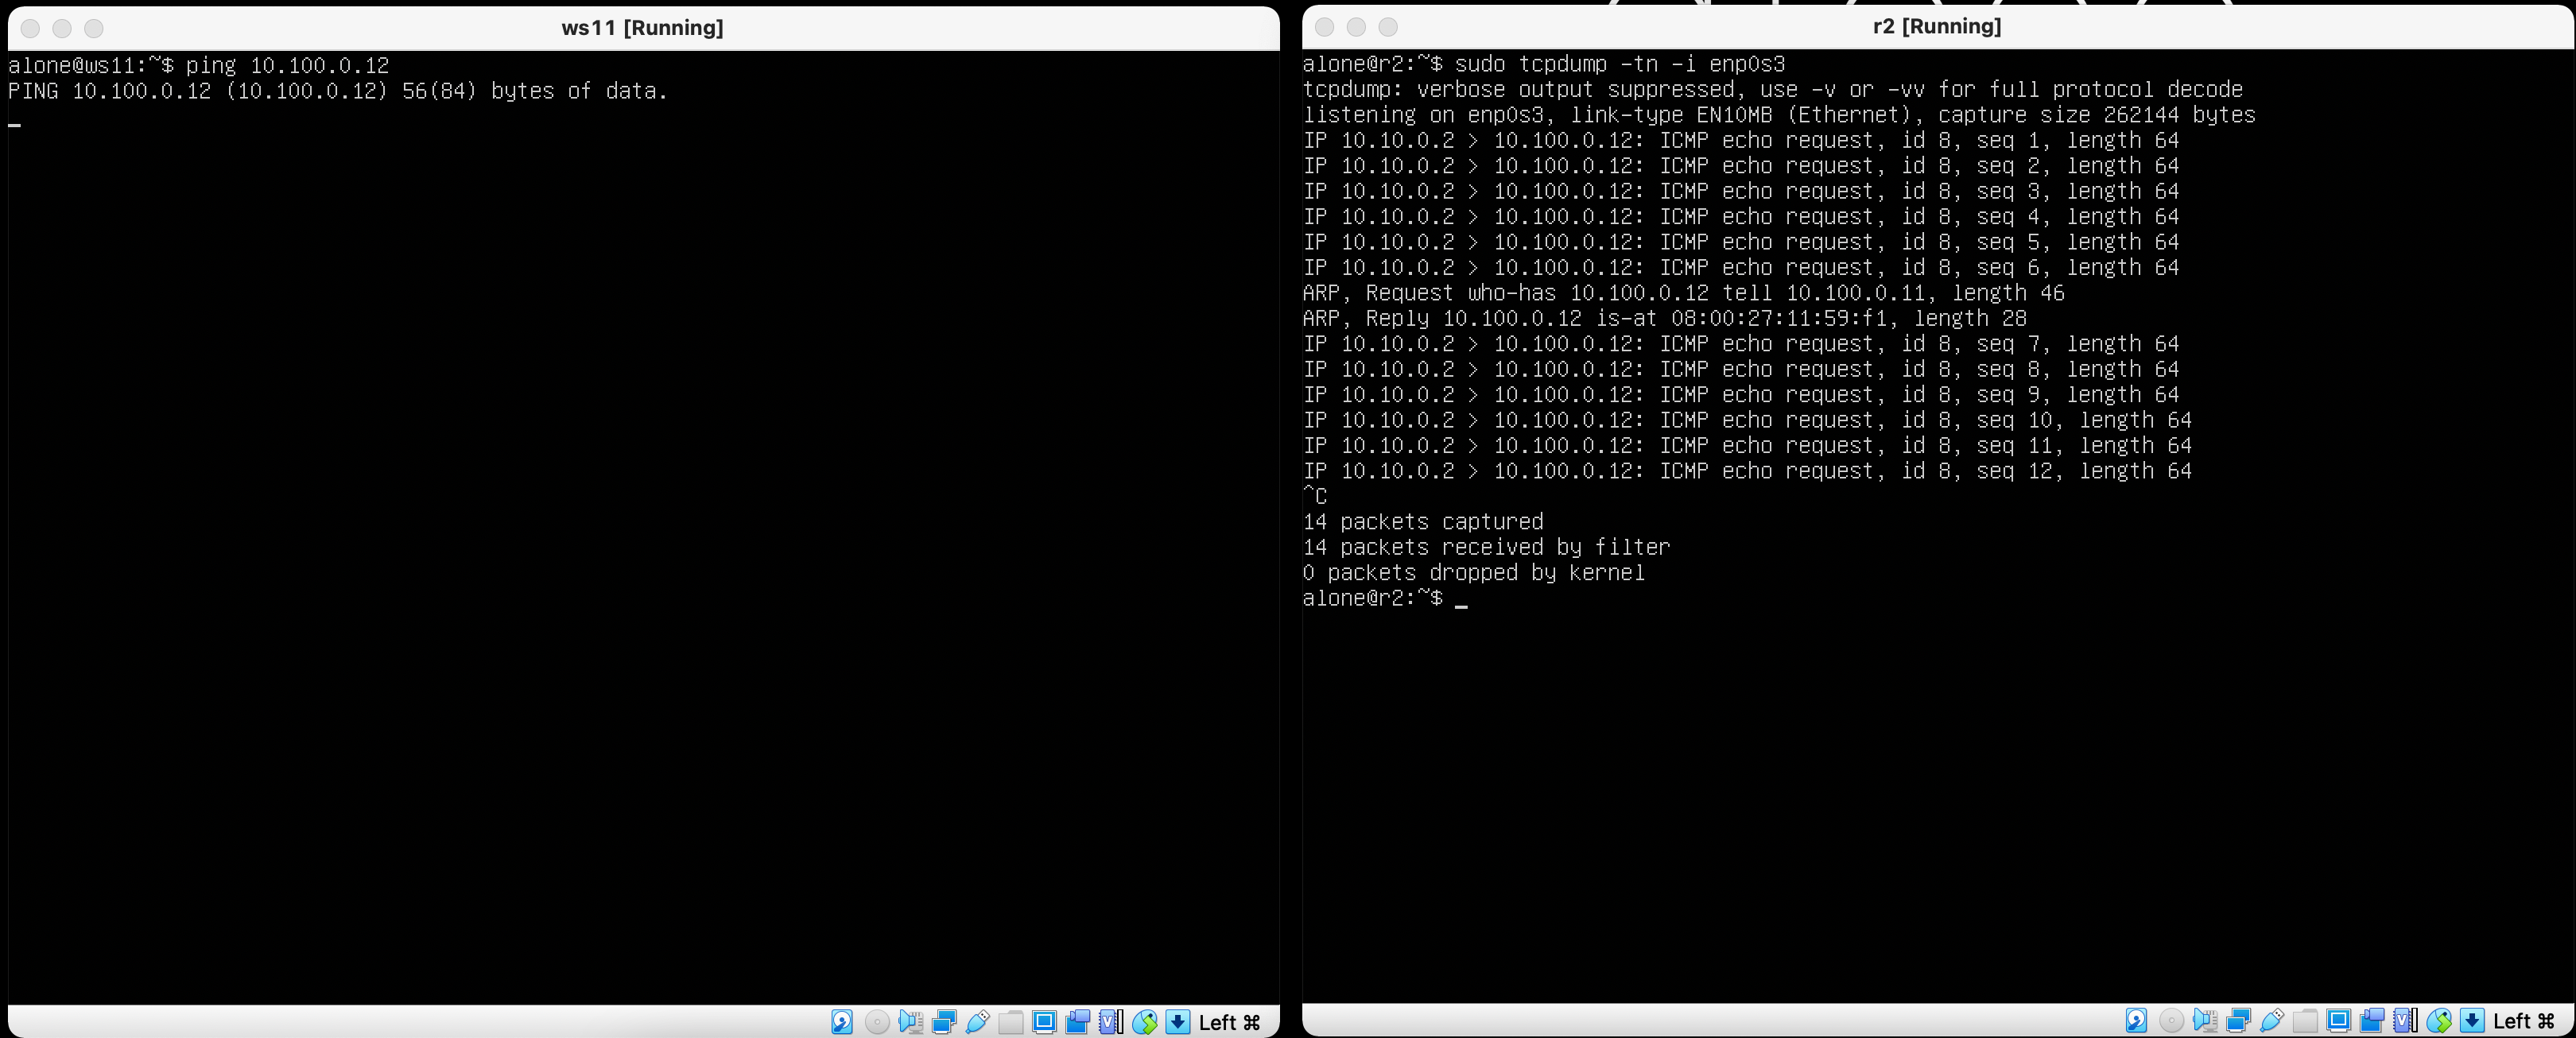 ws11 [Running]
alone@ws11:~$ ping 10.100.0.12
PING 10.100.0.12 (10.100.0.12) 56(84) bytes of data.
Left ⌘
r2 [Running]
alone@r2:~$ sudo tcpdump -tn -i enp0s3
tcpdump: verbose output suppressed, use -v or -vv for full protocol decode
listening on enp0s3, link-type EN10MB (Ethernet), capture size 262144 bytes
IP 10.10.0.2 > 10.100.0.12: ICMP echo request, id 8, seq 1, length 64
IP 10.10.0.2 > 10.100.0.12: ICMP echo request, id 8, seq 2, length 64
IP 10.10.0.2 > 10.100.0.12: ICMP echo request, id 8, seq 3, length 64
IP 10.10.0.2 > 10.100.0.12: ICMP echo request, id 8, seq 4, length 64
IP 10.10.0.2 > 10.100.0.12: ICMP echo request, id 8, seq 5, length 64
IP 10.10.0.2 > 10.100.0.12: ICMP echo request, id 8, seq 6, length 64
ARP, Request who-has 10.100.0.12 tell 10.100.0.11, length 46
ARP, Reply 10.100.0.12 is-at 08:00:27:11:59:f1, length 28
IP 10.10.0.2 > 10.100.0.12: ICMP echo request, id 8, seq 7, length 64
IP 10.10.0.2 > 10.100.0.12: ICMP echo request, id 8, seq 8, length 64
IP 10.10.0.2 > 10.100.0.12: ICMP echo request, id 8, seq 9, length 64
IP 10.10.0.2 > 10.100.0.12: ICMP echo request, id 8, seq 10, length 64
IP 10.10.0.2 > 10.100.0.12: ICMP echo request, id 8, seq 11, length 64
IP 10.10.0.2 > 10.100.0.12: ICMP echo request, id 8, seq 12, length 64
^C
14 packets captured
14 packets received by filter
0 packets dropped by kernel
alone@r2:~$ _
Left ⌘